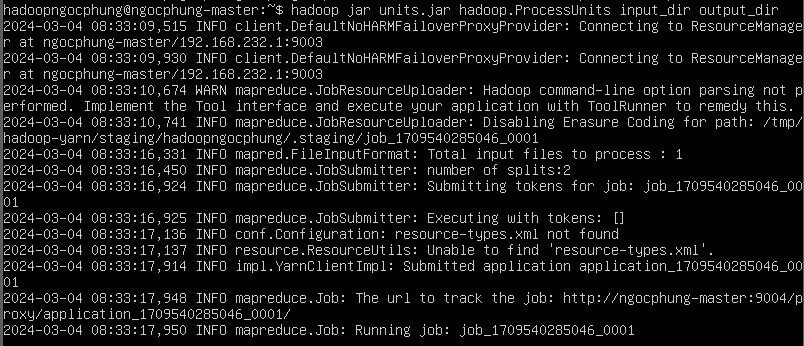 hadoopngocphung@ngocphung-master:~$ hadoop jar units.jar hadoop.ProcessUnits input_dir output_dir
2024-03-04 08:33:09,515 INFO client.DefaultNoHARMFailoverProxyProvider: Connecting to ResourceManage
r at ngocphung-master/192.168.232.1:9003
2024-03-04 08:33:09,930 INFO client.DefaultNoHARMFailoverProxyProvider: Connecting to ResourceManage
r at ngocphung-master/192.168.232.1:9003
2024-03-04 08:33:10,674 WARN mapreduce.JobResourceUploader: Hadoop command-line option parsing not p
erformed. Implement the Tool interface and execute your application with ToolRunner to remedy this.
2024-03-04 08:33:10,741 INFO mapreduce.JobResourceUploader: Disabling Erasure Coding for path: /tmp/
hadoop-yarn/staging/hadoopngocphung/.staging/job_1709540285046_0001
2024-03-04 08:33:16,331 INFO mapred.FileInputFormat: Total input files to process : 1
2024-03-04 08:33:16,450 INFO mapreduce.JobSubmitter: number of splits:2
2024-03-04 08:33:16,924 INFO mapreduce.JobSubmitter: Submitting tokens for job: job_1709540285046_00
01
2024-03-04 08:33:16,925 INFO mapreduce.JobSubmitter: Executing with tokens: []
2024-03-04 08:33:17,136 INFO conf.Configuration: resource-types.xml not found
2024-03-04 08:33:17,137 INFO resource.ResourceUtils: Unable to find 'resource-types.xml'.
2024-03-04 08:33:17,914 INFO impl.YarnClientImpl: Submitted application application_1709540285046_00
01
2024-03-04 08:33:17,948 INFO mapreduce.Job: The url to track the job: http://ngocphung-master:9004/p
roxy/application_1709540285046_0001/
2024-03-04 08:33:17,950 INFO mapreduce.Job: Running job: job_1709540285046_0001